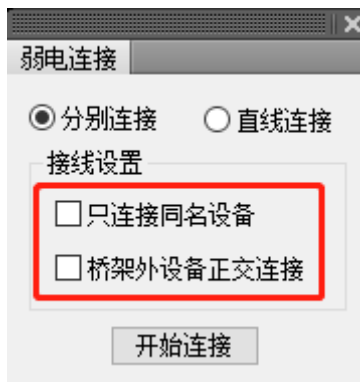 弱电连接
分别连接 直线连接
接线设置
只连接同名设备
桥架外设备正交连接
开始连接